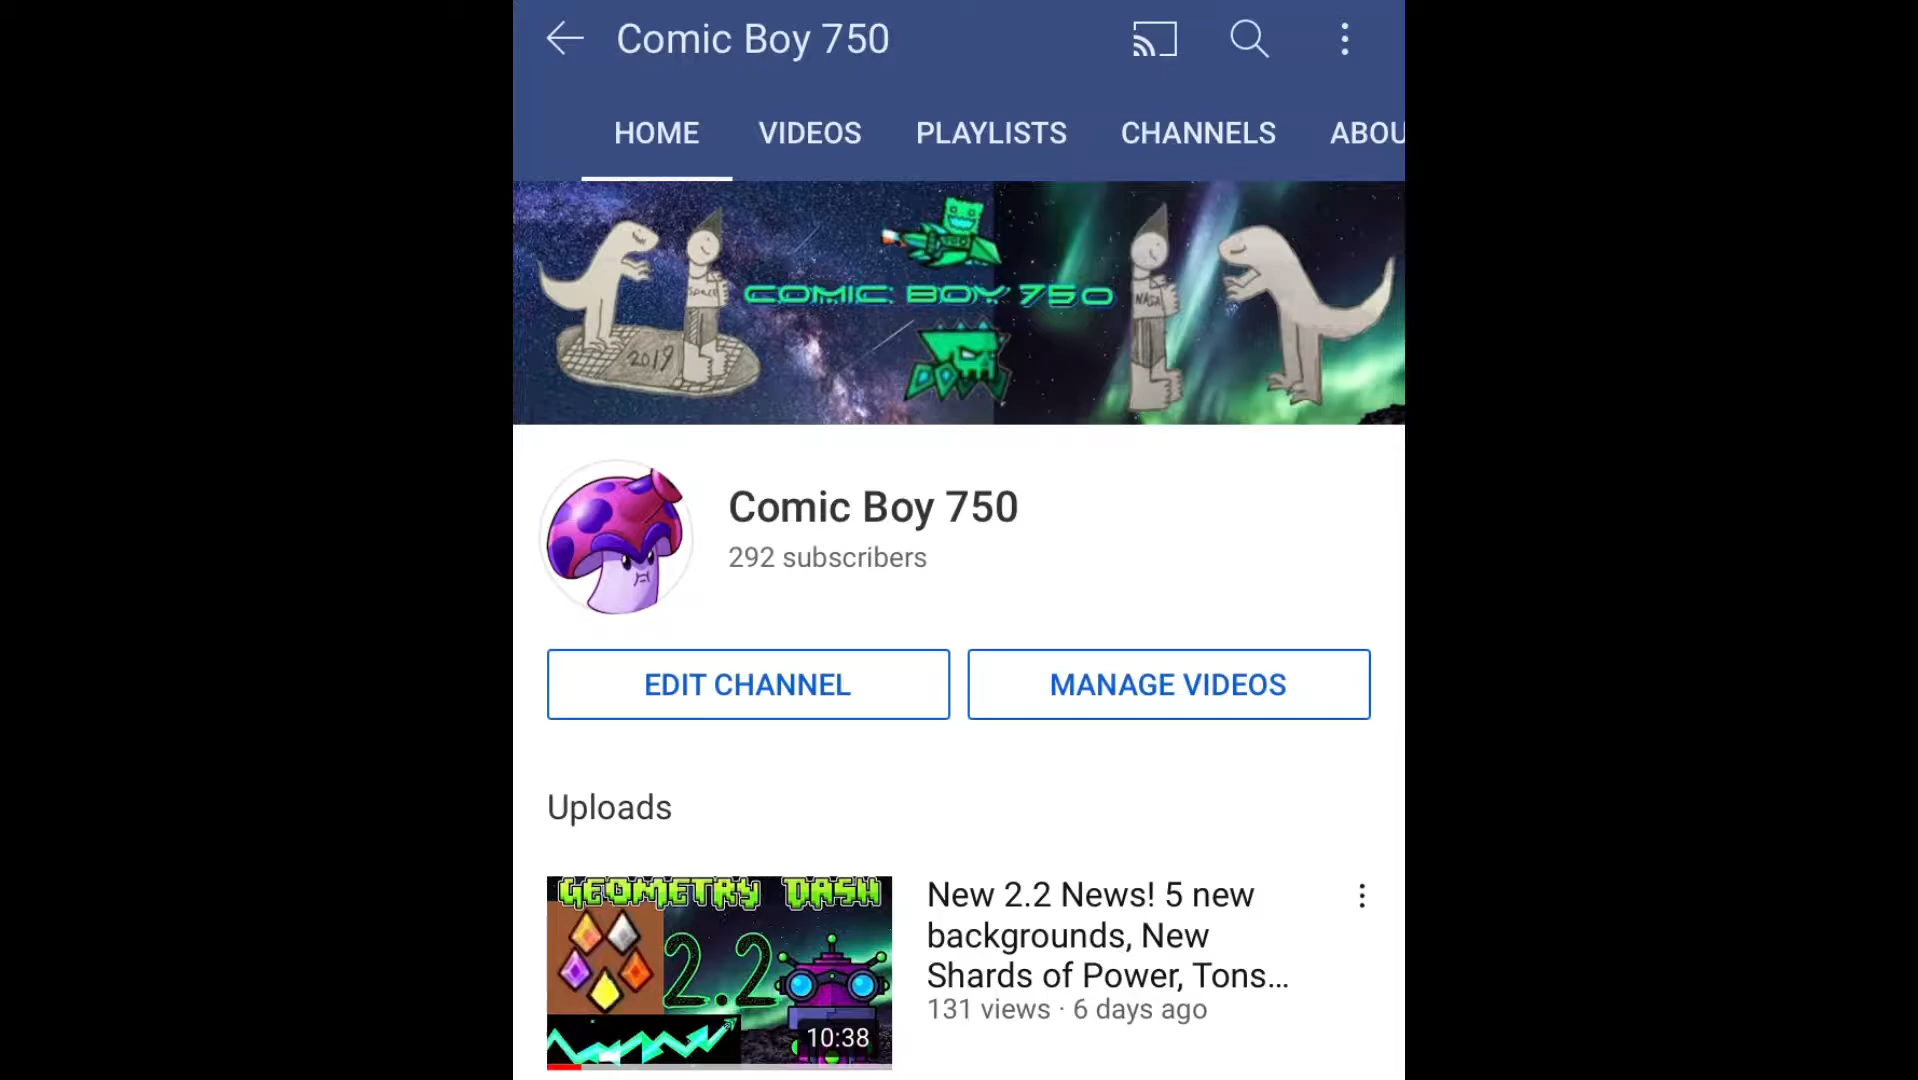 Comic Boy 750
HOME VIDEOS PLAYLISTS CHANNELS ABOU
SPACE
COMIC BOY 750
NASA
2019
Comic Boy 750
292 subscribers
EDIT CHANNEL MANAGE VIDEOS
Uploads
GEOMETRY DASH
2.2
10:38
New 2.2 News! 5 new
backgrounds, New
Shards of Power, Tons...
131 views · 6 days ago